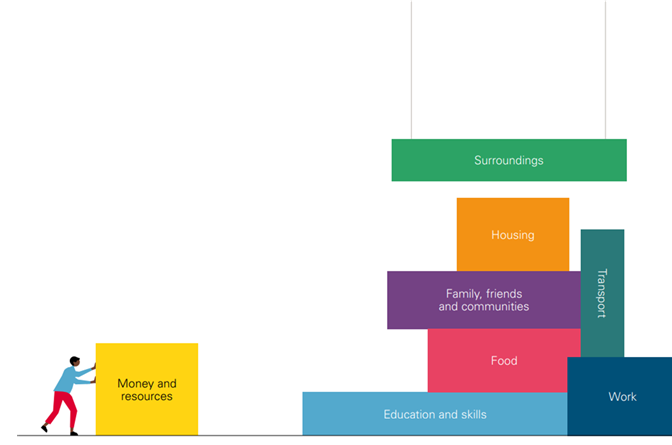 Surroundings
Housing
Transport
Family, friends
and communities
Food
Money and
resources
Work
Education and skills